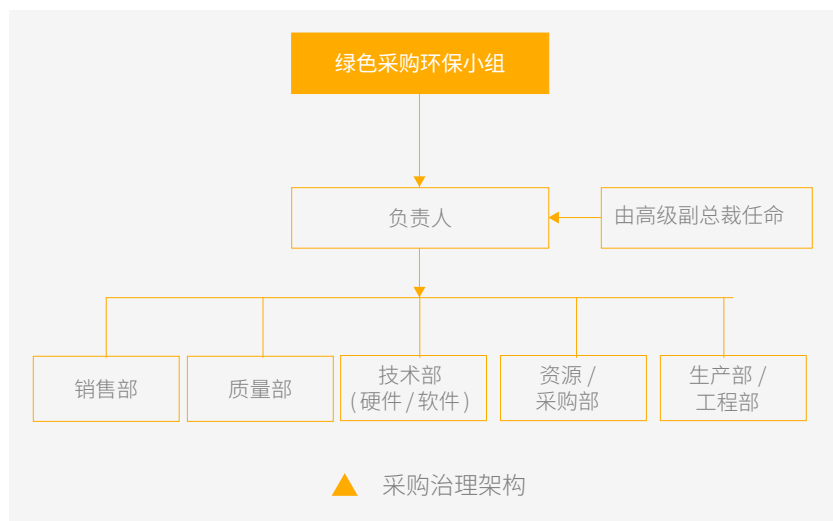 绿色采购环保小组
负责人
由高级副总裁任命
销售部
质量部
技术部
(硬件/软件)
资源/
采购部
生产部/
工程部
采购治理架构